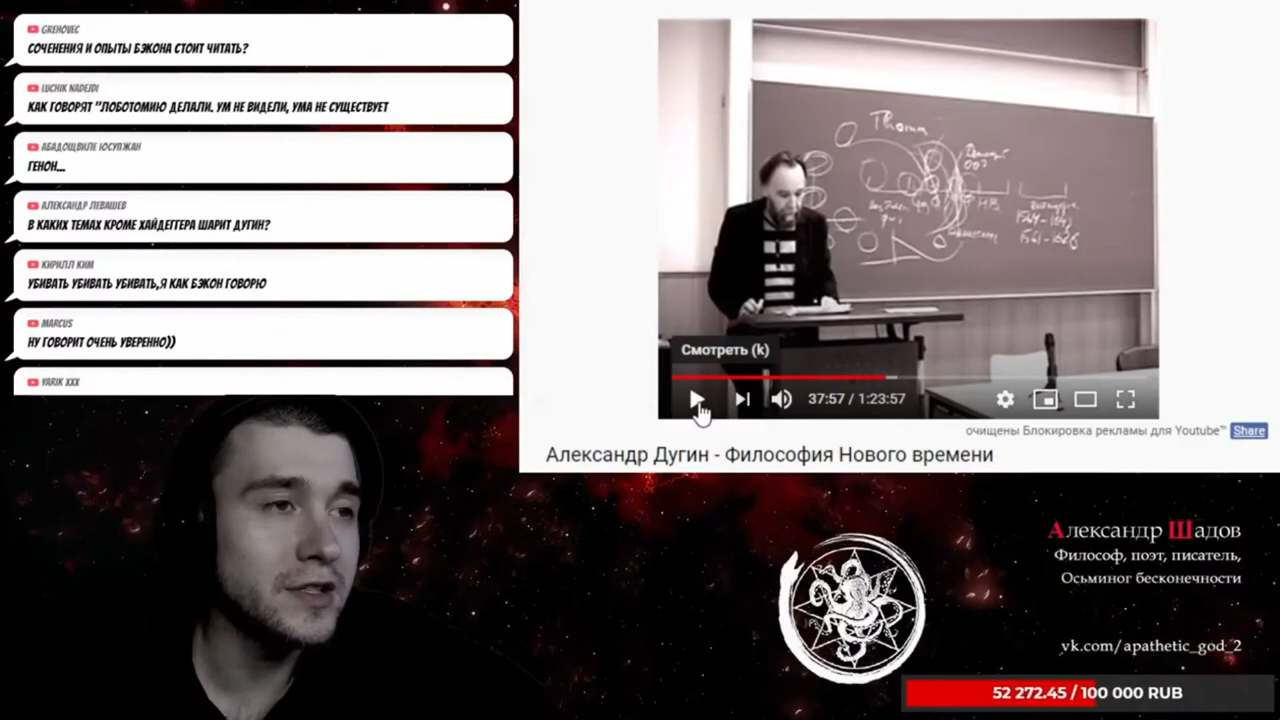 GREHOVEC
СОЧЕНЕНИЯ И ОПЫТЫ БЭКОНА СТОИТ ЧИТАТЬ?
LUCHIK NADEJDI
КАК ГОВОРЯТ "ЛОБОТОМИЮ ДЕЛАЛИ. УМ НЕ ВИДЕЛИ, УМА НЕ СУЩЕСТВУЕТ
АБАДОЩВИЛЕ ЮСУПЖАН
ГЕНОН...
АЛЕКСАНДР ЛЕВАШЕВ
В КАКИХ ТЕМАХ КРОМЕ ХАЙДЕГГЕРА ШАРИТ ДУГИН?
КИРИЛЛ КИМ
УБИВАТЬ УБИВАТЬ УБИВАТЬ,Я КАК БЭКОН ГОВОРЮ
MARCUS
НУ ГОВОРИТ ОЧЕНЬ УВЕРЕННО))
YARIK XXX
Thoma
1561-1626
Смотреть (k)
37:57 / 1:23:57
очищены Блокировка рекламы для Youtube™ Share
Александр Дугин - Философия Нового времени
Александр Шадов
Философ, поэт, писатель,
Осьминог бесконечности
vk.com/apathetic_god_2
52 272.45 / 100 000 RUB